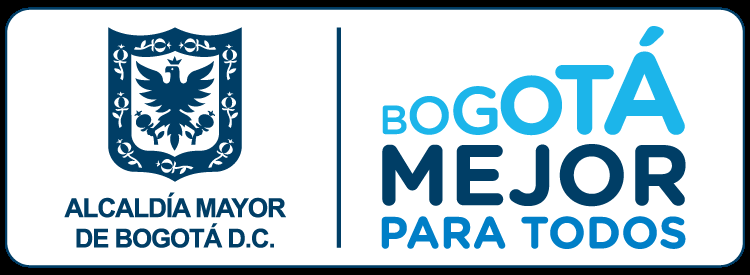 ALCALDÍA MAYOR
DE BOGOTÁ D.C.
BOGOTÁ
MEJOR
PARA TODOS